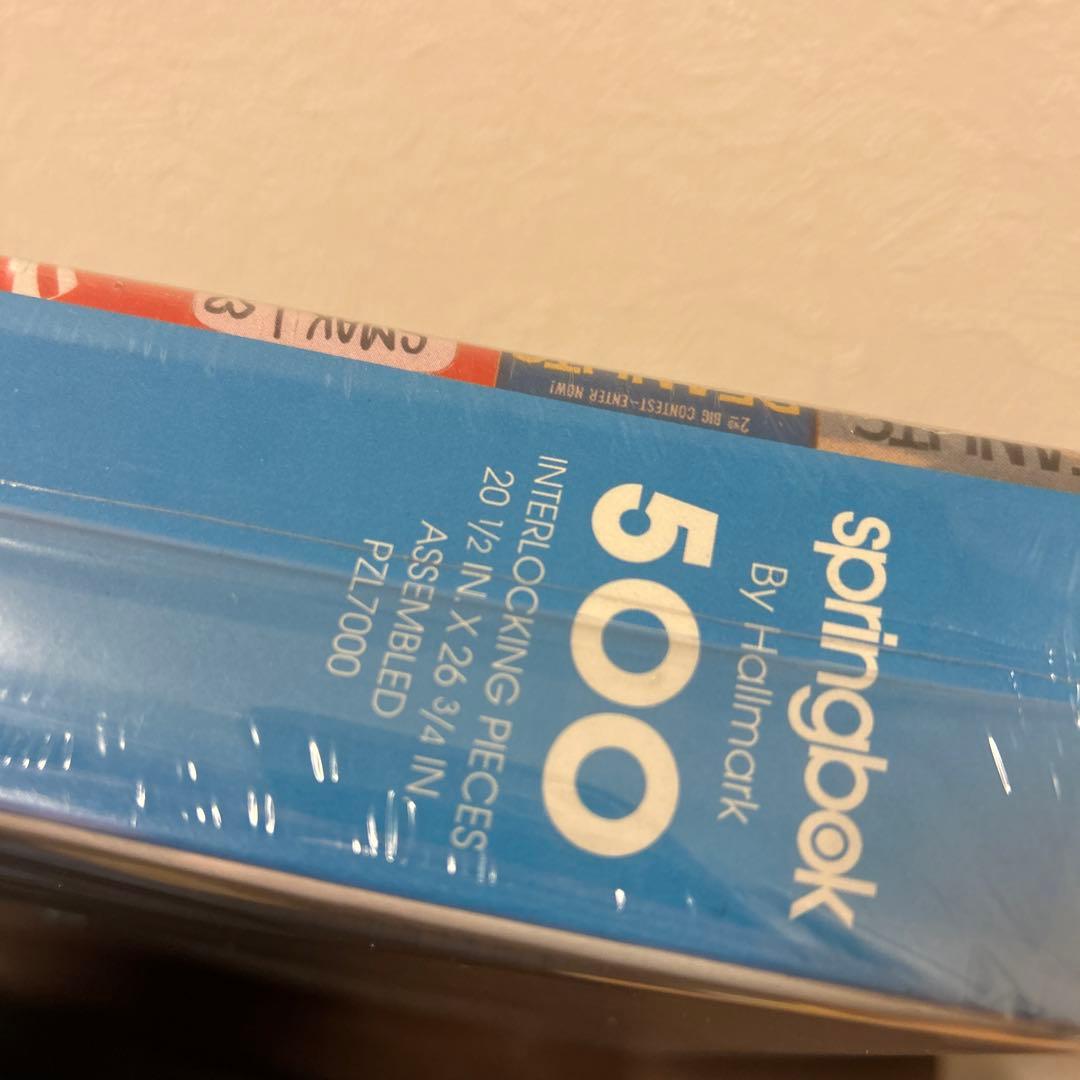 springbok
By Hallmark
500
INTERLOCKING PIECES
20 1/2 IN X 26 3/4 IN
ASSEMBLED
PZL7000
2ND BIG CONTEST-ENTER NOW!